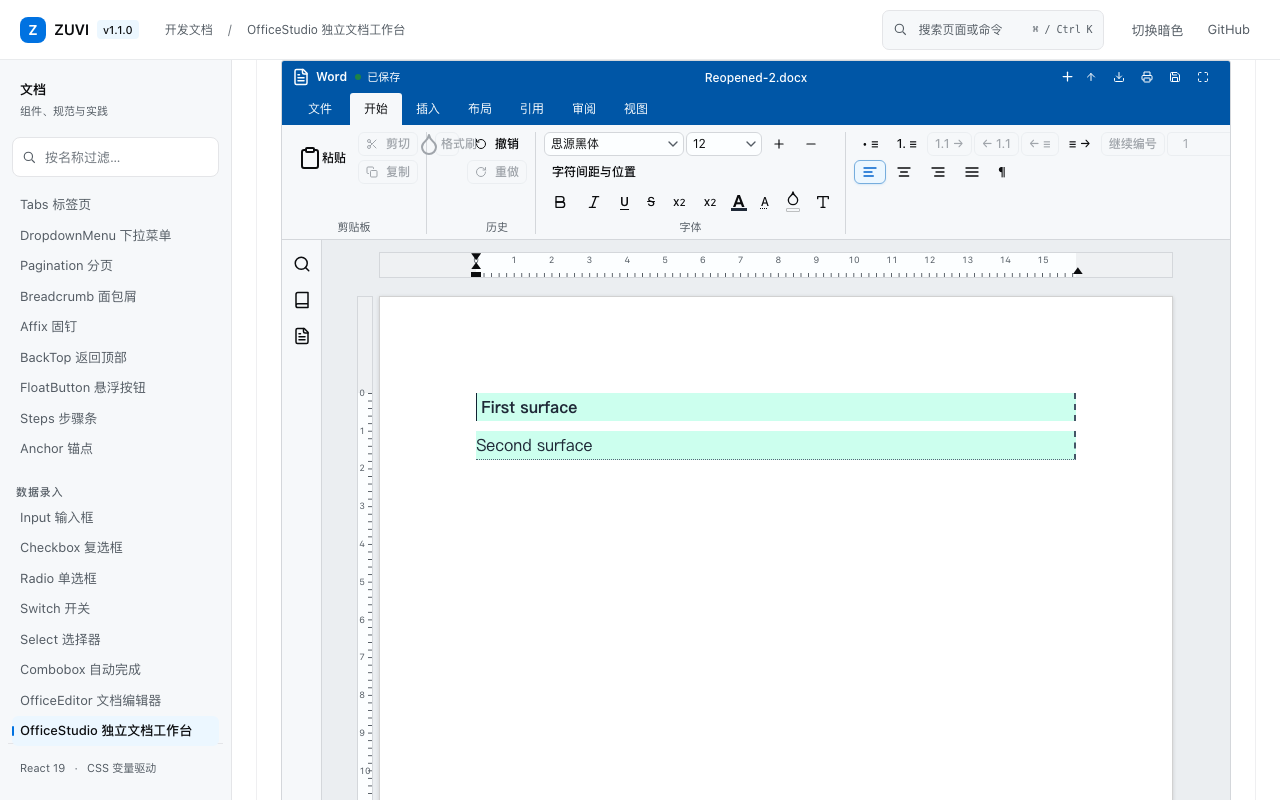 Z ZUVI v1.1.0 开发文档 / OfficeStudio 独立文档工作台 搜索页面或命令 ⌘ / Ctrl K 切换暗色 GitHub
文档
组件、规范与实践
按名称过滤...
Tabs 标签页
DropdownMenu 下拉菜单
Pagination 分页
Breadcrumb 面包屑
Affix 固钉
BackTop 返回顶部
FloatButton 悬浮按钮
Steps 步骤条
Anchor 锚点
数据录入
Input 输入框
Checkbox 复选框
Radio 单选框
Switch 开关
Select 选择器
Combobox 自动完成
OfficeEditor 文档编辑器
OfficeStudio 独立文档工作台
React 19 · CSS 变量驱动
Word 已保存 Reopened-2.docx
文件 开始 插入 布局 引用 审阅 视图
粘贴 剪切 格式刷 撤销 思源黑体 12 + − • ≡ 1. ≡ 1.1 → ← 1.1 ← ≡ ≡ → 继续编号 1
复制 重做 字符间距与位置 ¶
B I U S x2 x2 A A T
剪贴板 历史 字体
1 2 3 4 5 6 7 8 9 10 11 12 13 14 15
0
1
2
3
4
5
6
7
8
9
10
First surface
Second surface